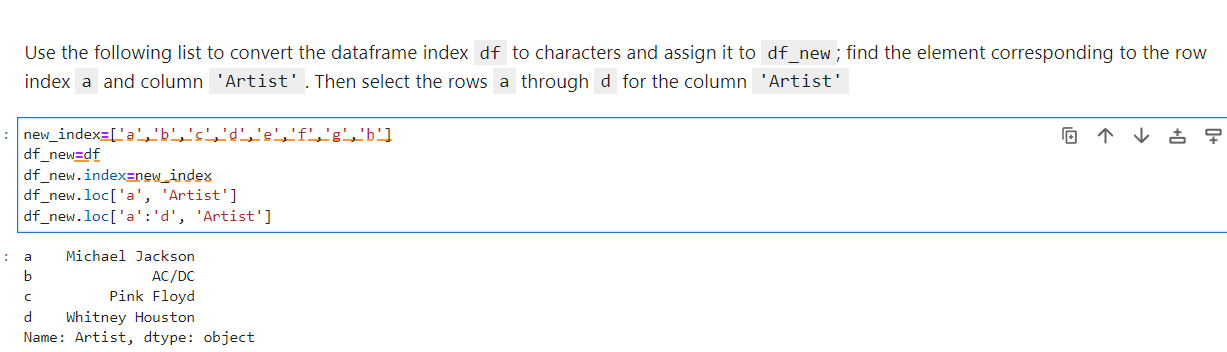 Use the following list to convert the dataframe index df to characters and assign it to df_new; find the element corresponding to the row
index a and column 'Artist'. Then select the rows a through d for the column 'Artist'
: new_index=['a','b','c','d','e','f','g','h']
df_new=df
df_new.index=new_index
df_new.loc['a', 'Artist']
df_new.loc['a':'d', 'Artist']
: a    Michael Jackson
b              AC/DC
c         Pink Floyd
d    Whitney Houston
Name: Artist, dtype: object